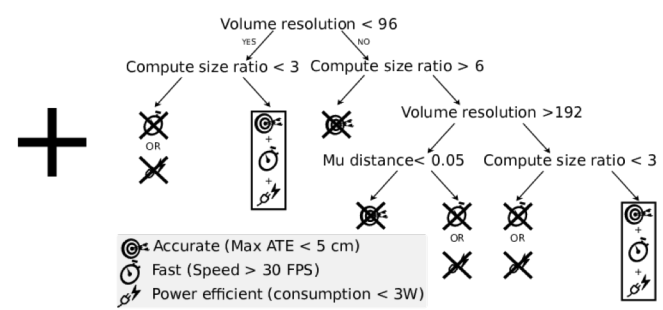 Volume resolution < 96
YES
NO
Compute size ratio < 3
Compute size ratio > 6
Volume resolution >192
OR
+
+
Mu distance< 0.05
Compute size ratio < 3
OR
OR
+
+
Accurate (Max ATE < 5 cm)
Fast (Speed > 30 FPS)
Power efficient (consumption < 3W)